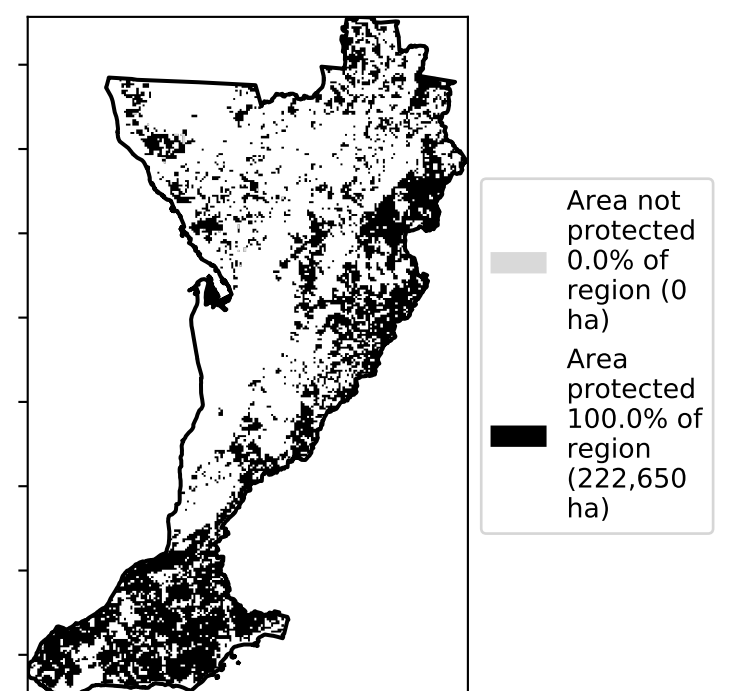 Area not
protected
0.0% of
region (0
ha)
Area
protected
100.0% of
region
(222,650
ha)